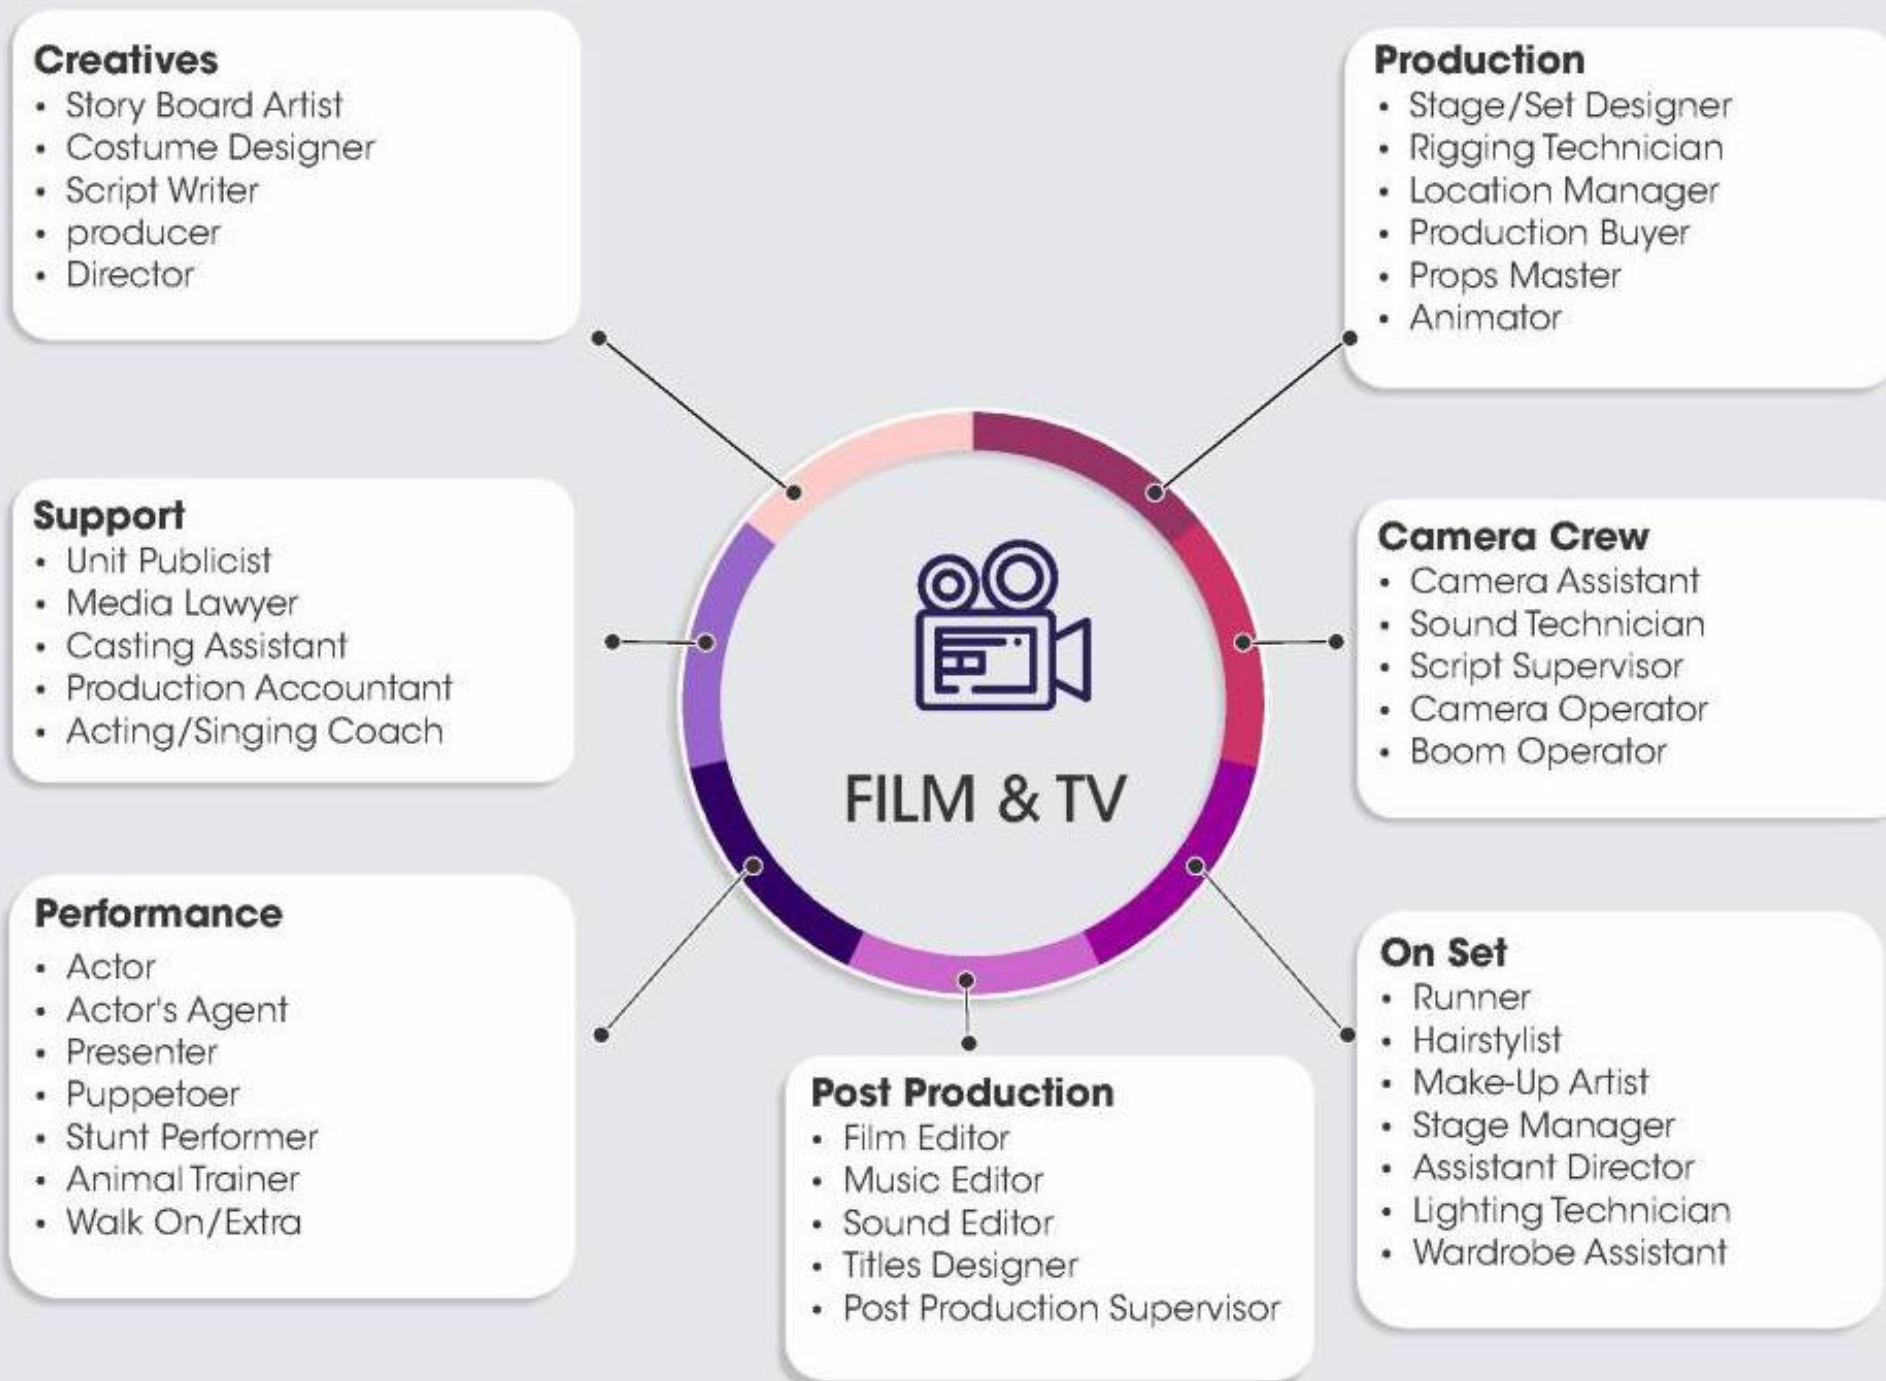 Creatives
• Story Board Artist
• Costume Designer
• Script Writer
• producer
• Director
Production
• Stage/Set Designer
• Rigging Technician
• Location Manager
• Production Buyer
• Props Master
• Animator
Support
• Unit Publicist
• Media Lawyer
• Casting Assistant
• Production Accountant
• Acting/Singing Coach
Camera Crew
• Camera Assistant
• Sound Technician
• Script Supervisor
• Camera Operator
• Boom Operator
FILM & TV
Performance
• Actor
• Actor's Agent
• Presenter
• Puppetoer
• Stunt Performer
• Animal Trainer
• Walk On/Extra
Post Production
• Film Editor
• Music Editor
• Sound Editor
• Titles Designer
• Post Production Supervisor
On Set
• Runner
• Hairstylist
• Make-Up Artist
• Stage Manager
• Assistant Director
• Lighting Technician
• Wardrobe Assistant